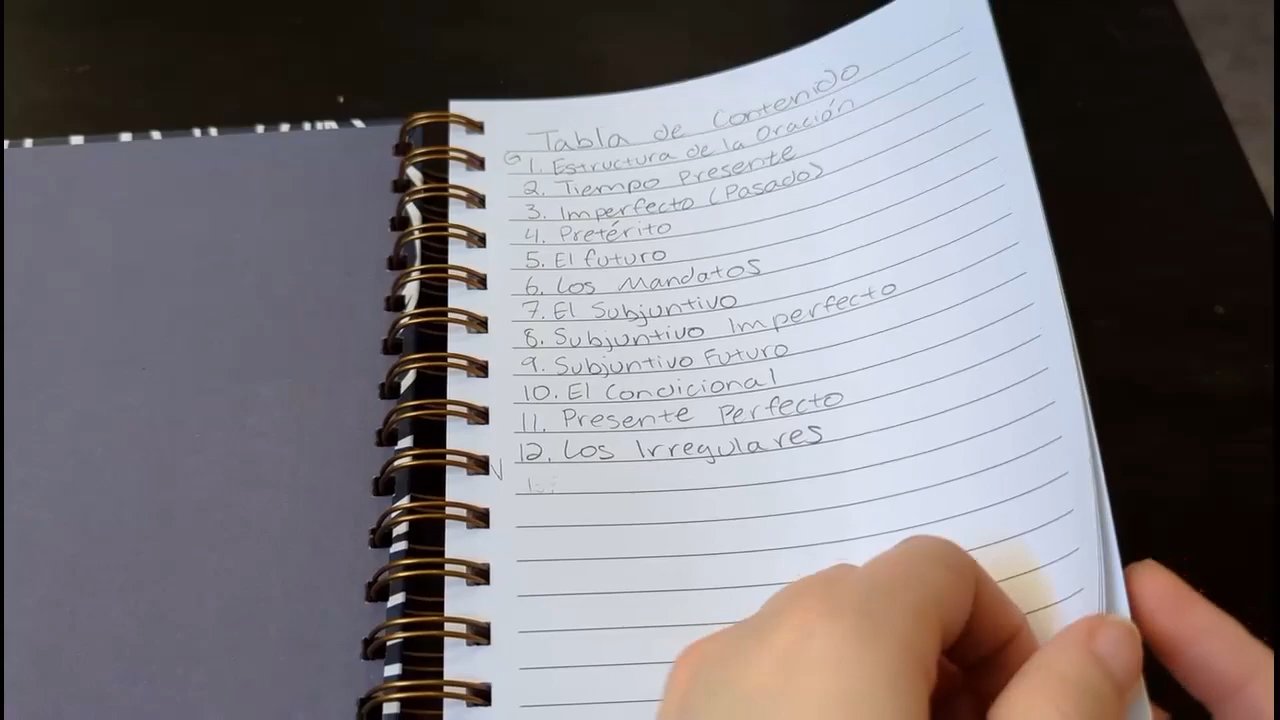 Tabla de Contenido
G 1. Estructura de la Oración
2. Tiempo Presente
3. Imperfecto (Pasado)
4. Pretérito
5. El futuro
6. Los Mandatos
7. El Subjuntivo
8. Subjuntivo Imperfecto
9. Subjuntivo Futuro
10. El Condicional
11. Presente Perfecto
12. Los Irregulares
V